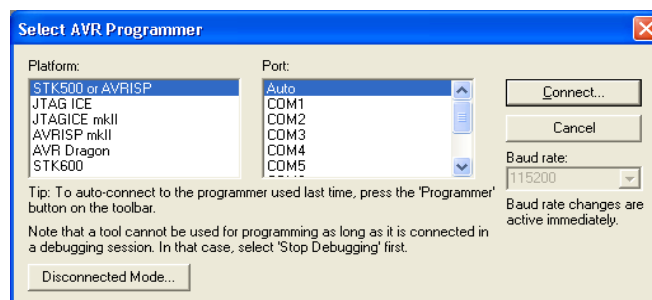 Select AVR Programmer
Platform:
STK500 or AVRISP
JTAG ICE
JTAGICE mkII
AVRISP mkII
AVR Dragon
STK600
Port:
Auto
COM1
COM2
COM3
COM4
COM5
Connect...
Cancel
Baud rate:
115200
Baud rate changes are
active immediately.
Tip: To auto-connect to the programmer used last time, press the 'Programmer'
button on the toolbar.
Note that a tool cannot be used for programming as long as it is connected in
a debugging session. In that case, select 'Stop Debugging' first.
Disconnected Mode...